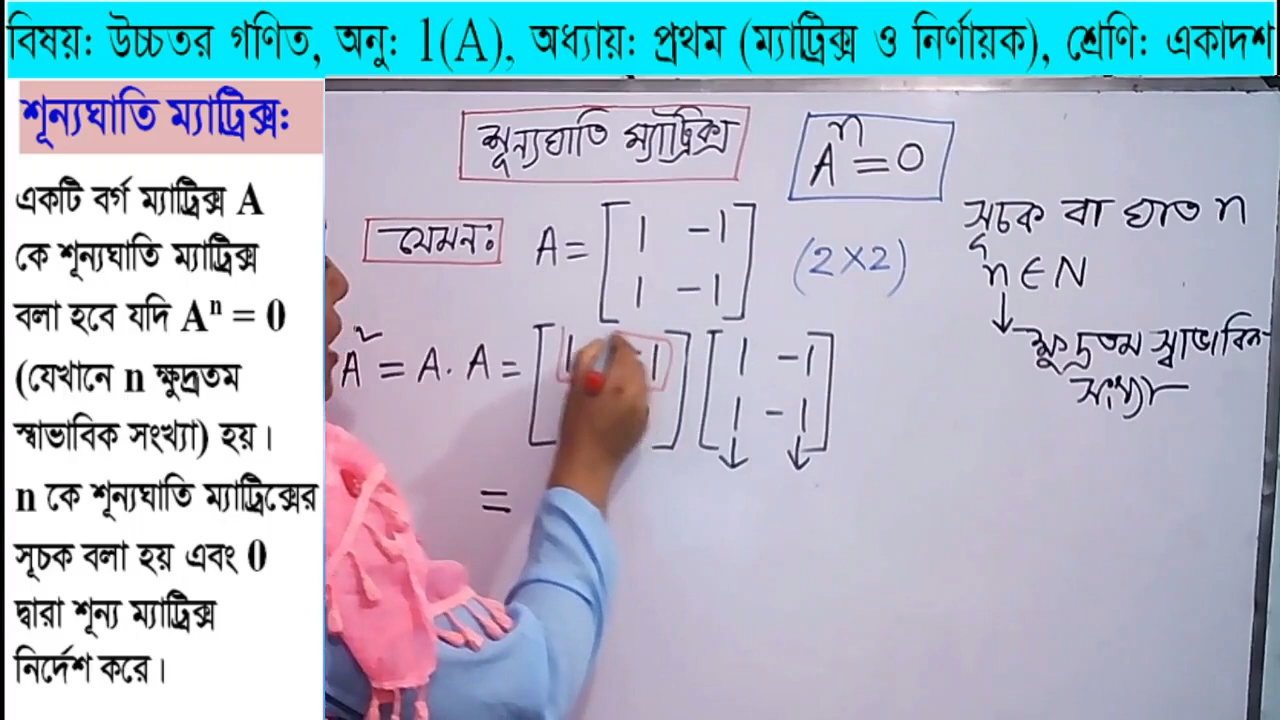 বিষয়: উচ্চতর গণিত, অনু: 1(A), অধ্যায়: প্রথম (ম্যাট্রিক্স ও নির্ণায়ক), শ্রেণি: একাদশ
শূন্যঘাতি ম্যাট্রিক্স:
একটি বর্গ ম্যাট্রিক্স A
কে শূন্যঘাতি ম্যাট্রিক্স
বলা হবে যদি Aⁿ = 0
(যেখানে n ক্ষুদ্রতম
স্বাভাবিক সংখ্যা) হয়।
n কে শূন্যঘাতি ম্যাট্রিক্সের
সূচক বলা হয় এবং 0
দ্বারা শূন্য ম্যাট্রিক্স
নির্দেশ করে।
শূন্যঘাতি ম্যাট্রিক্স
Aⁿ = 0
যেমন: A = [1 -1
1 -1] (2×2)
সূচক বা ঘাত n
n ∈ N
ক্ষুদ্রতম স্বাভাবিক
সংখ্যা
A² = A. A = [1 -1] [1 -1
1 -1]
=